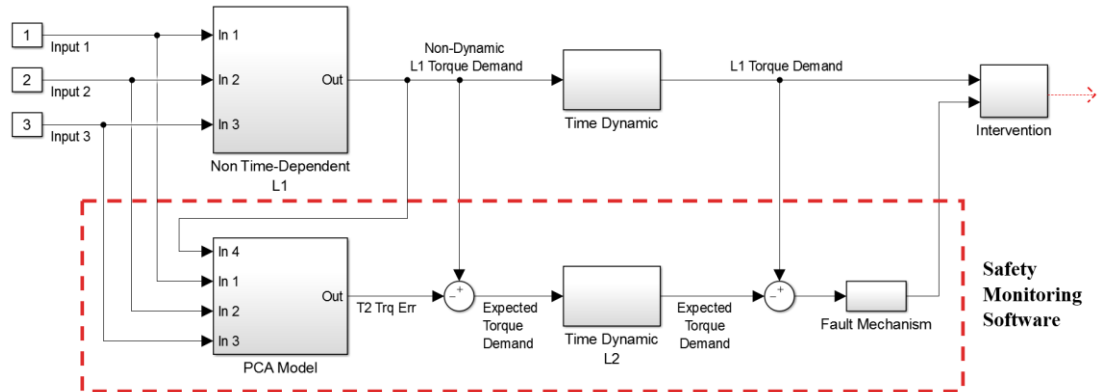 1
Input 1
2
Input 2
3
Input 3
In 1
In 2
In 3
Out
Non Time-Dependent
L1
Non-Dynamic
L1 Torque Demand
Time Dynamic
L1 Torque Demand
Intervention
In 4
In 1
In 2
In 3
Out
PCA Model
T2 Trq Err
+
−
Expected
Torque
Demand
Time Dynamic
L2
Expected
Torque
Demand
+
−
Fault Mechanism
Safety
Monitoring
Software